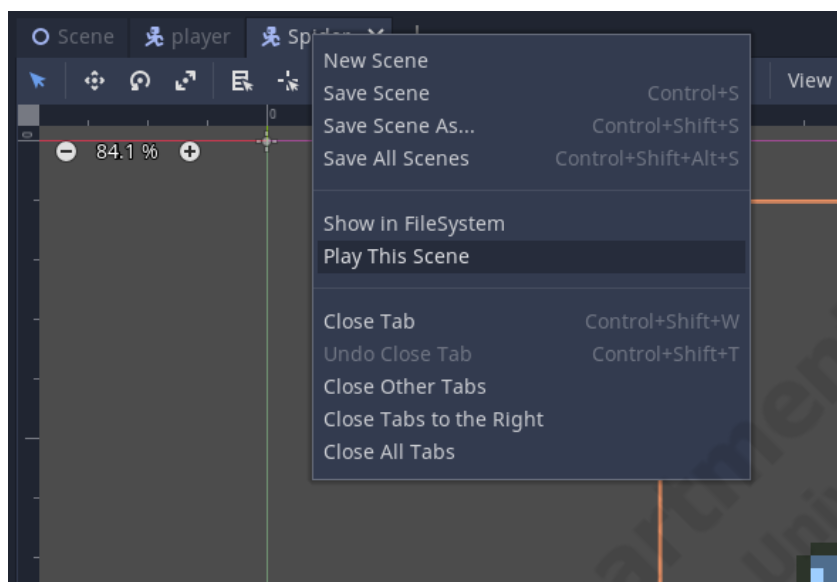 Scene player
New Scene
Save Scene Control+S
View
Save Scene As... Control+Shift+S
0
0
84.1 %
Save All Scenes Control+Shift+Alt+S
Show in FileSystem
Play This Scene
Close Tab Control+Shift+W
Undo Close Tab Control+Shift+T
Close Other Tabs
Close Tabs to the Right
Close All Tabs